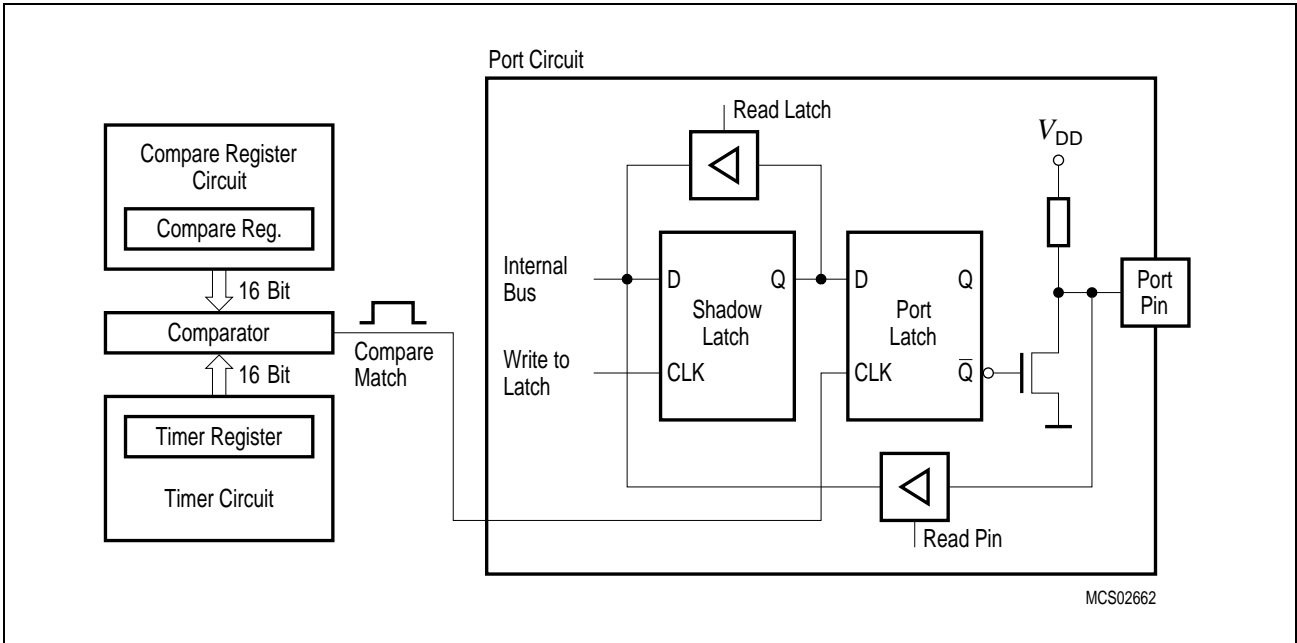 Port Circuit
Compare Register
Circuit
Compare Reg.
16 Bit
Comparator
16 Bit
Timer Register
Timer Circuit
Compare
Match
Read Latch
Internal
Bus
Write to
Latch
D
Q
Shadow
Latch
CLK
D
Q
Port
Latch
CLK
Q̅
V_DD
Port
Pin
Read Pin
MCS02662